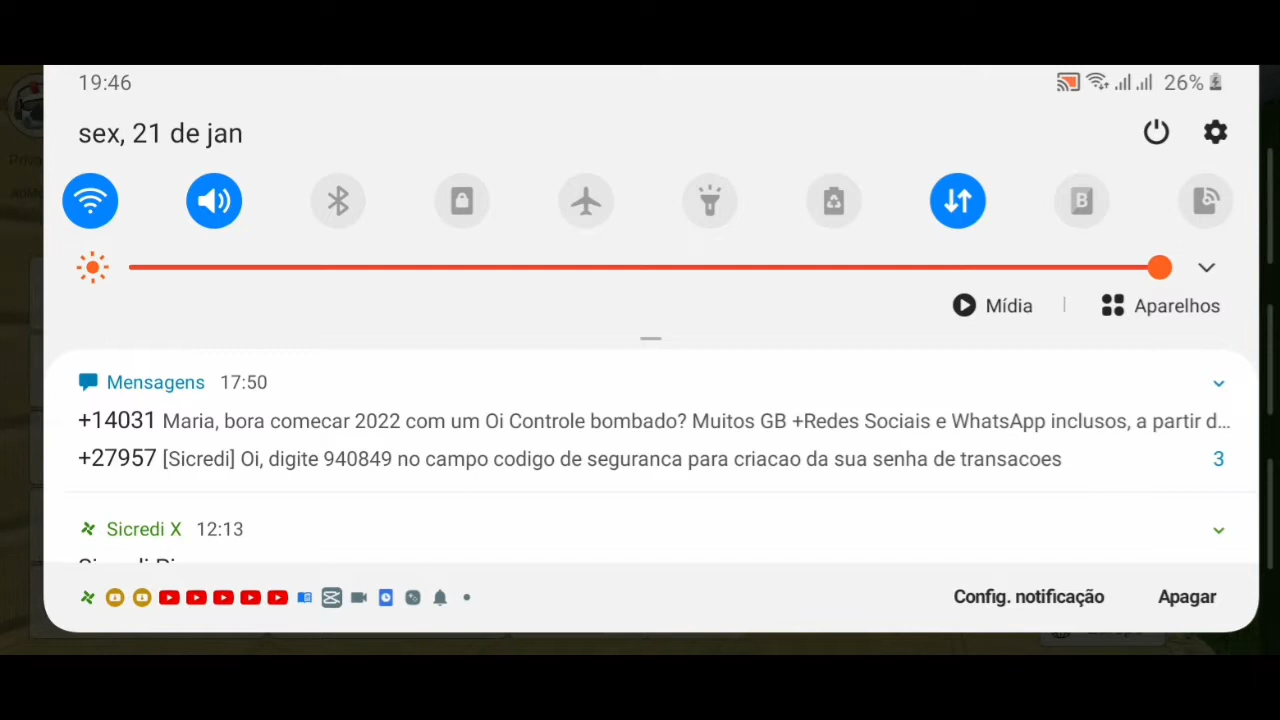 19:46
26%
sex, 21 de jan
B
Mídia
Aparelhos
Mensagens 17:50
+14031 Maria, bora comecar 2022 com um Oi Controle bombado? Muitos GB +Redes Sociais e WhatsApp inclusos, a partir d...
+27957 [Sicredi] Oi, digite 940849 no campo codigo de seguranca para criacao da sua senha de transacoes
3
Sicredi X 12:13
Config. notificação
Apagar